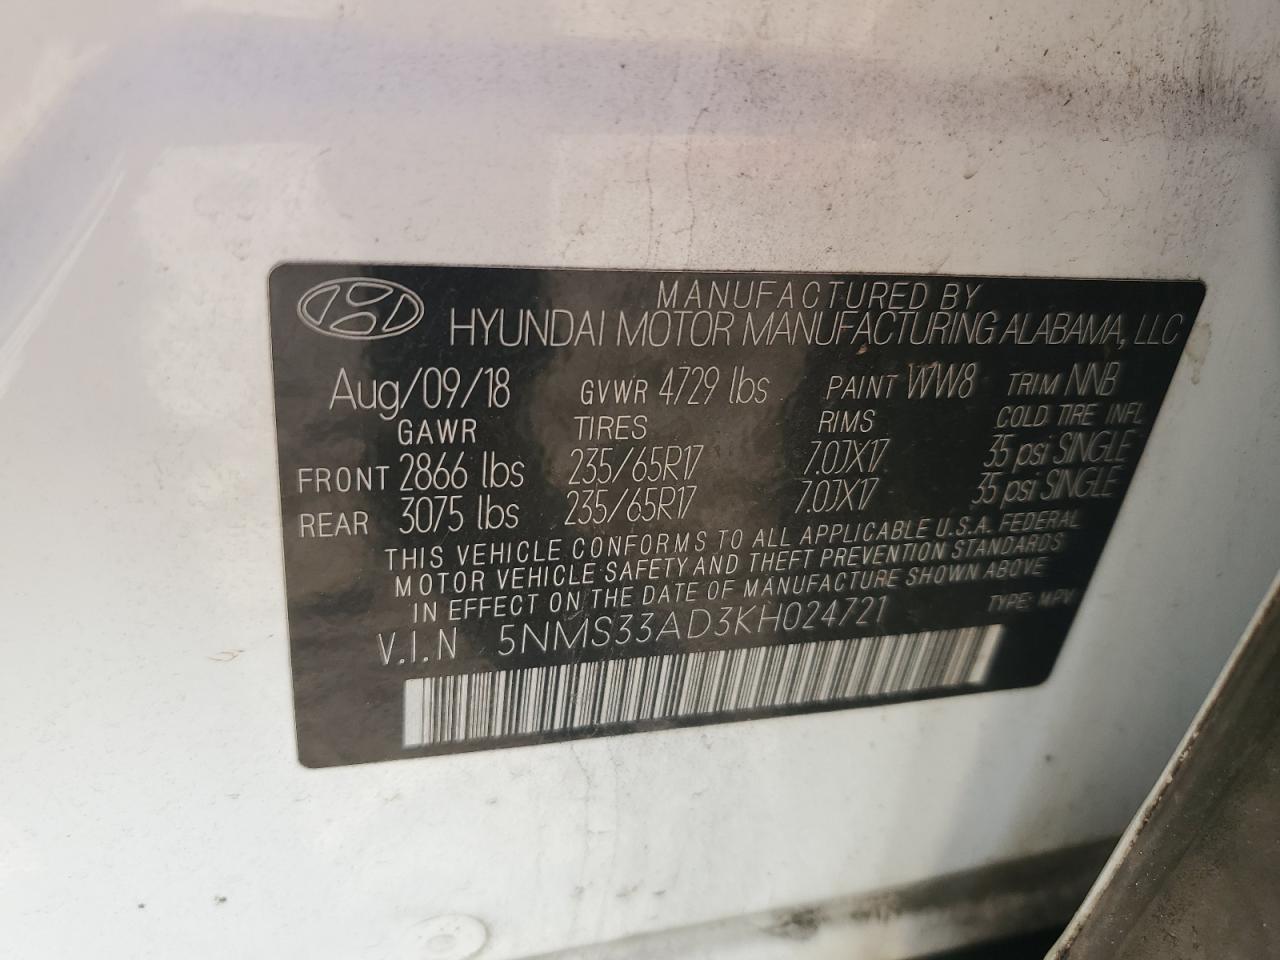 MANUFACTURED BY
HYUNDAI MOTOR MANUFACTURING ALABAMA, LLC
Aug/09/18 GVWR 4729 lbs PAINT WW8 TRIM NNB
GAWR TIRES RIMS COLD TIRE INFL
FRONT 2866 lbs 235/65R17 7.0JX17 35 psi SINGLE
REAR 3075 lbs 235/65R17 7.0JX17 35 psi SINGLE
THIS VEHICLE CONFORMS TO ALL APPLICABLE U.S.A. FEDERAL
MOTOR VEHICLE SAFETY AND THEFT PREVENTION STANDARDS
IN EFFECT ON THE DATE OF MANUFACTURE SHOWN ABOVE
V.I.N 5NMS33AD3KH024721 TYPE: MPV